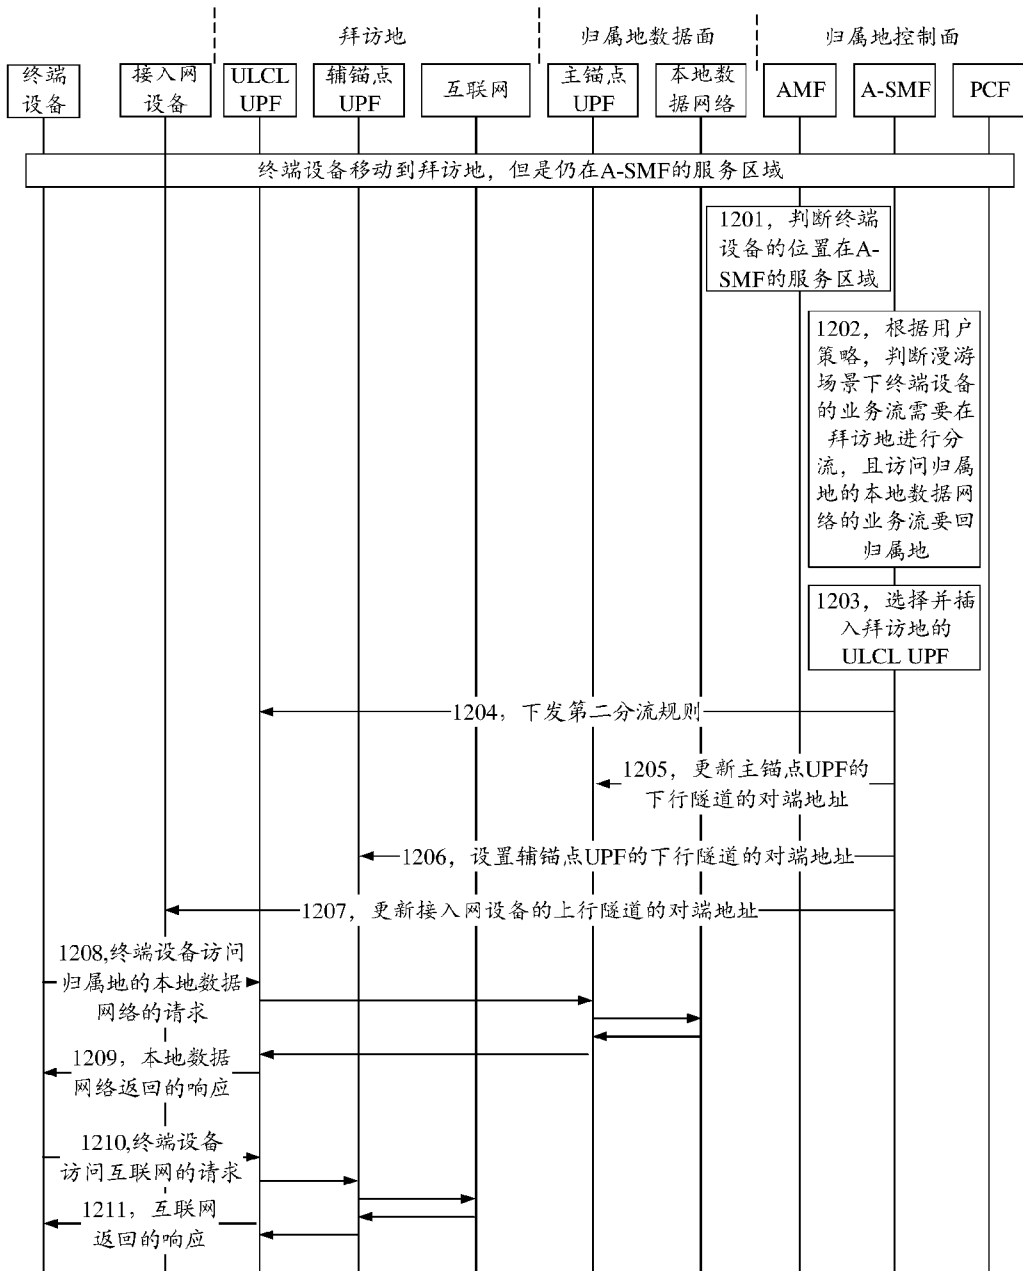 拜访地
归属地数据面
归属地控制面
终端
设备
接入网
设备
ULCL
UPF
辅锚点
UPF
互联网
主锚点
UPF
本地数
据网络
AMF
A-SMF
PCF
终端设备移动到拜访地，但是仍在A-SMF的服务区域
1201，判断终端
设备的位置在A-
SMF的服务区域
1202，根据用户
策略，判断漫游
场景下终端设备
的业务流需要在
拜访地进行分
流，且访问归属
地的本地数据网
络的业务流要回
归属地
1203，选择并插
入拜访地的
ULCL UPF
1204，下发第二分流规则
1205，更新主锚点UPF的
下行隧道的对端地址
1206，设置辅锚点UPF的下行隧道的对端地址
1207，更新接入网设备的上行隧道的对端地址
1208,终端设备访问
归属地的本地数据
网络的请求
1209，本地数据
网络返回的响应
1210,终端设备
访问互联网的请求
1211，互联网
返回的响应